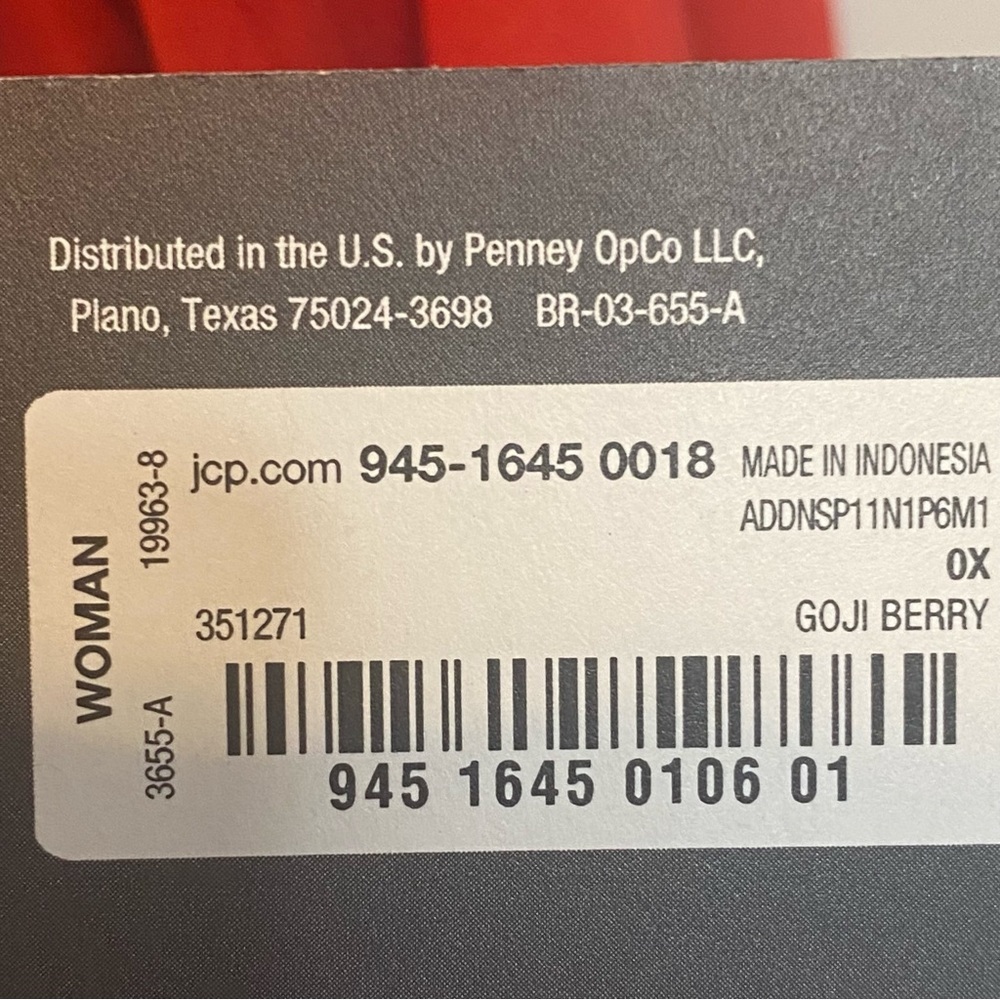 Distributed in the U.S. by Penney OpCo LLC,
Plano, Texas 75024-3698 BR-03-655-A
WOMAN
19963-8
3655-A
jcp.com 945-1645 0018
MADE IN INDONESIA
ADDNSP11N1P6M1
0X
GOJI BERRY
351271
945 1645 0106 01